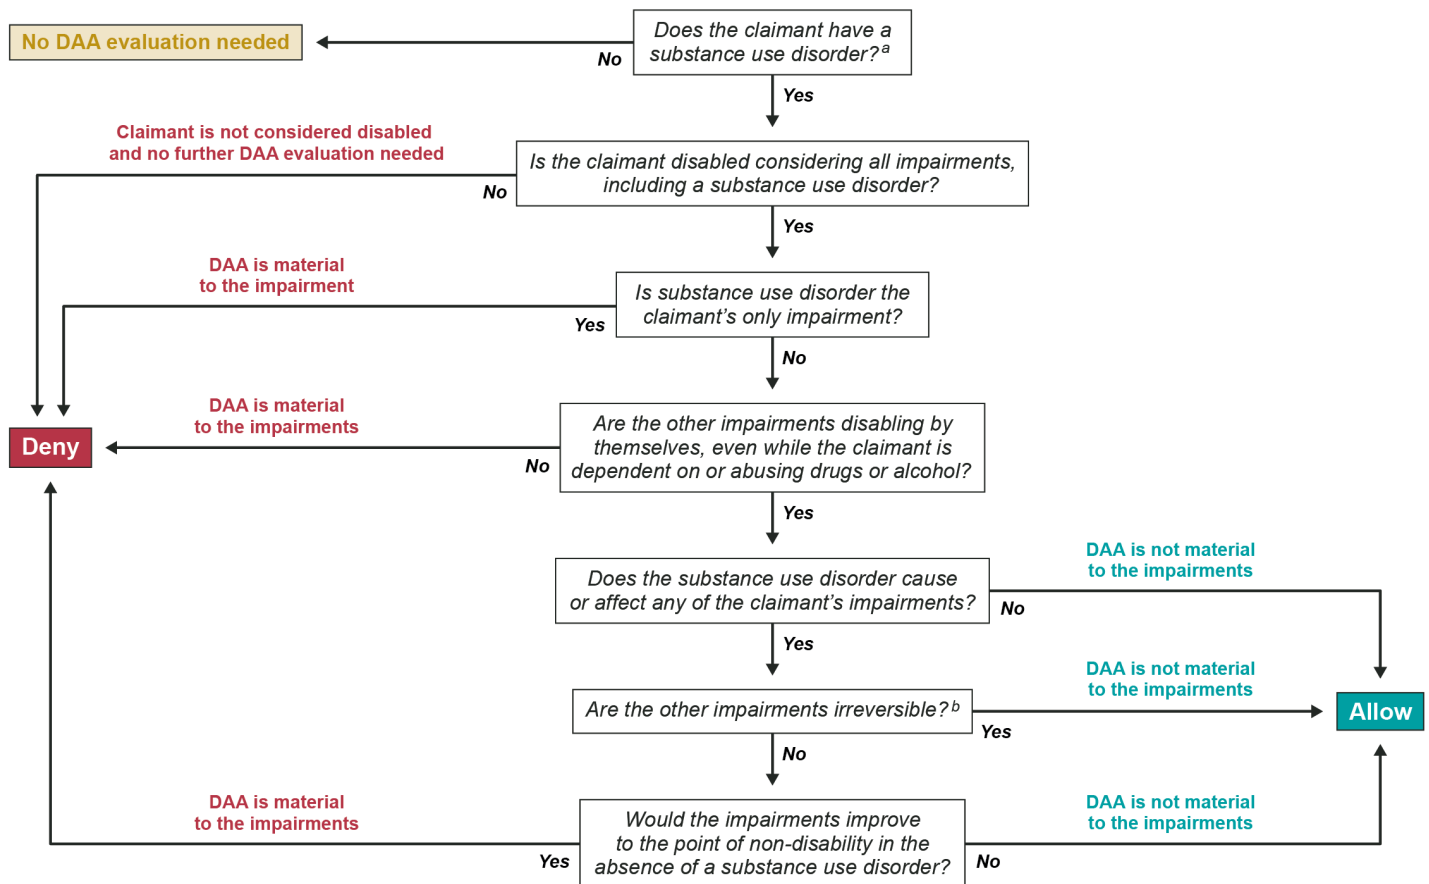 Does the claimant have a
substance use disorder?a
No DAA evaluation needed
No
Yes
Claimant is not considered disabled
and no further DAA evaluation needed
Is the claimant disabled considering all impairments,
including a substance use disorder?
No
Yes
DAA is material
to the impairment
Is substance use disorder the
claimant’s only impairment?
Yes
No
DAA is material
to the impairments
Are the other impairments disabling by
themselves, even while the claimant is
dependent on or abusing drugs or alcohol?
Deny
No
Yes
DAA is not material
to the impairments
Does the substance use disorder cause
or affect any of the claimant’s impairments?
No
Yes
DAA is not material
to the impairments
Are the other impairments irreversible?b
Allow
Yes
No
DAA is material
to the impairments
Would the impairments improve
to the point of non-disability in the
absence of a substance use disorder?
DAA is not material
to the impairments
Yes
No